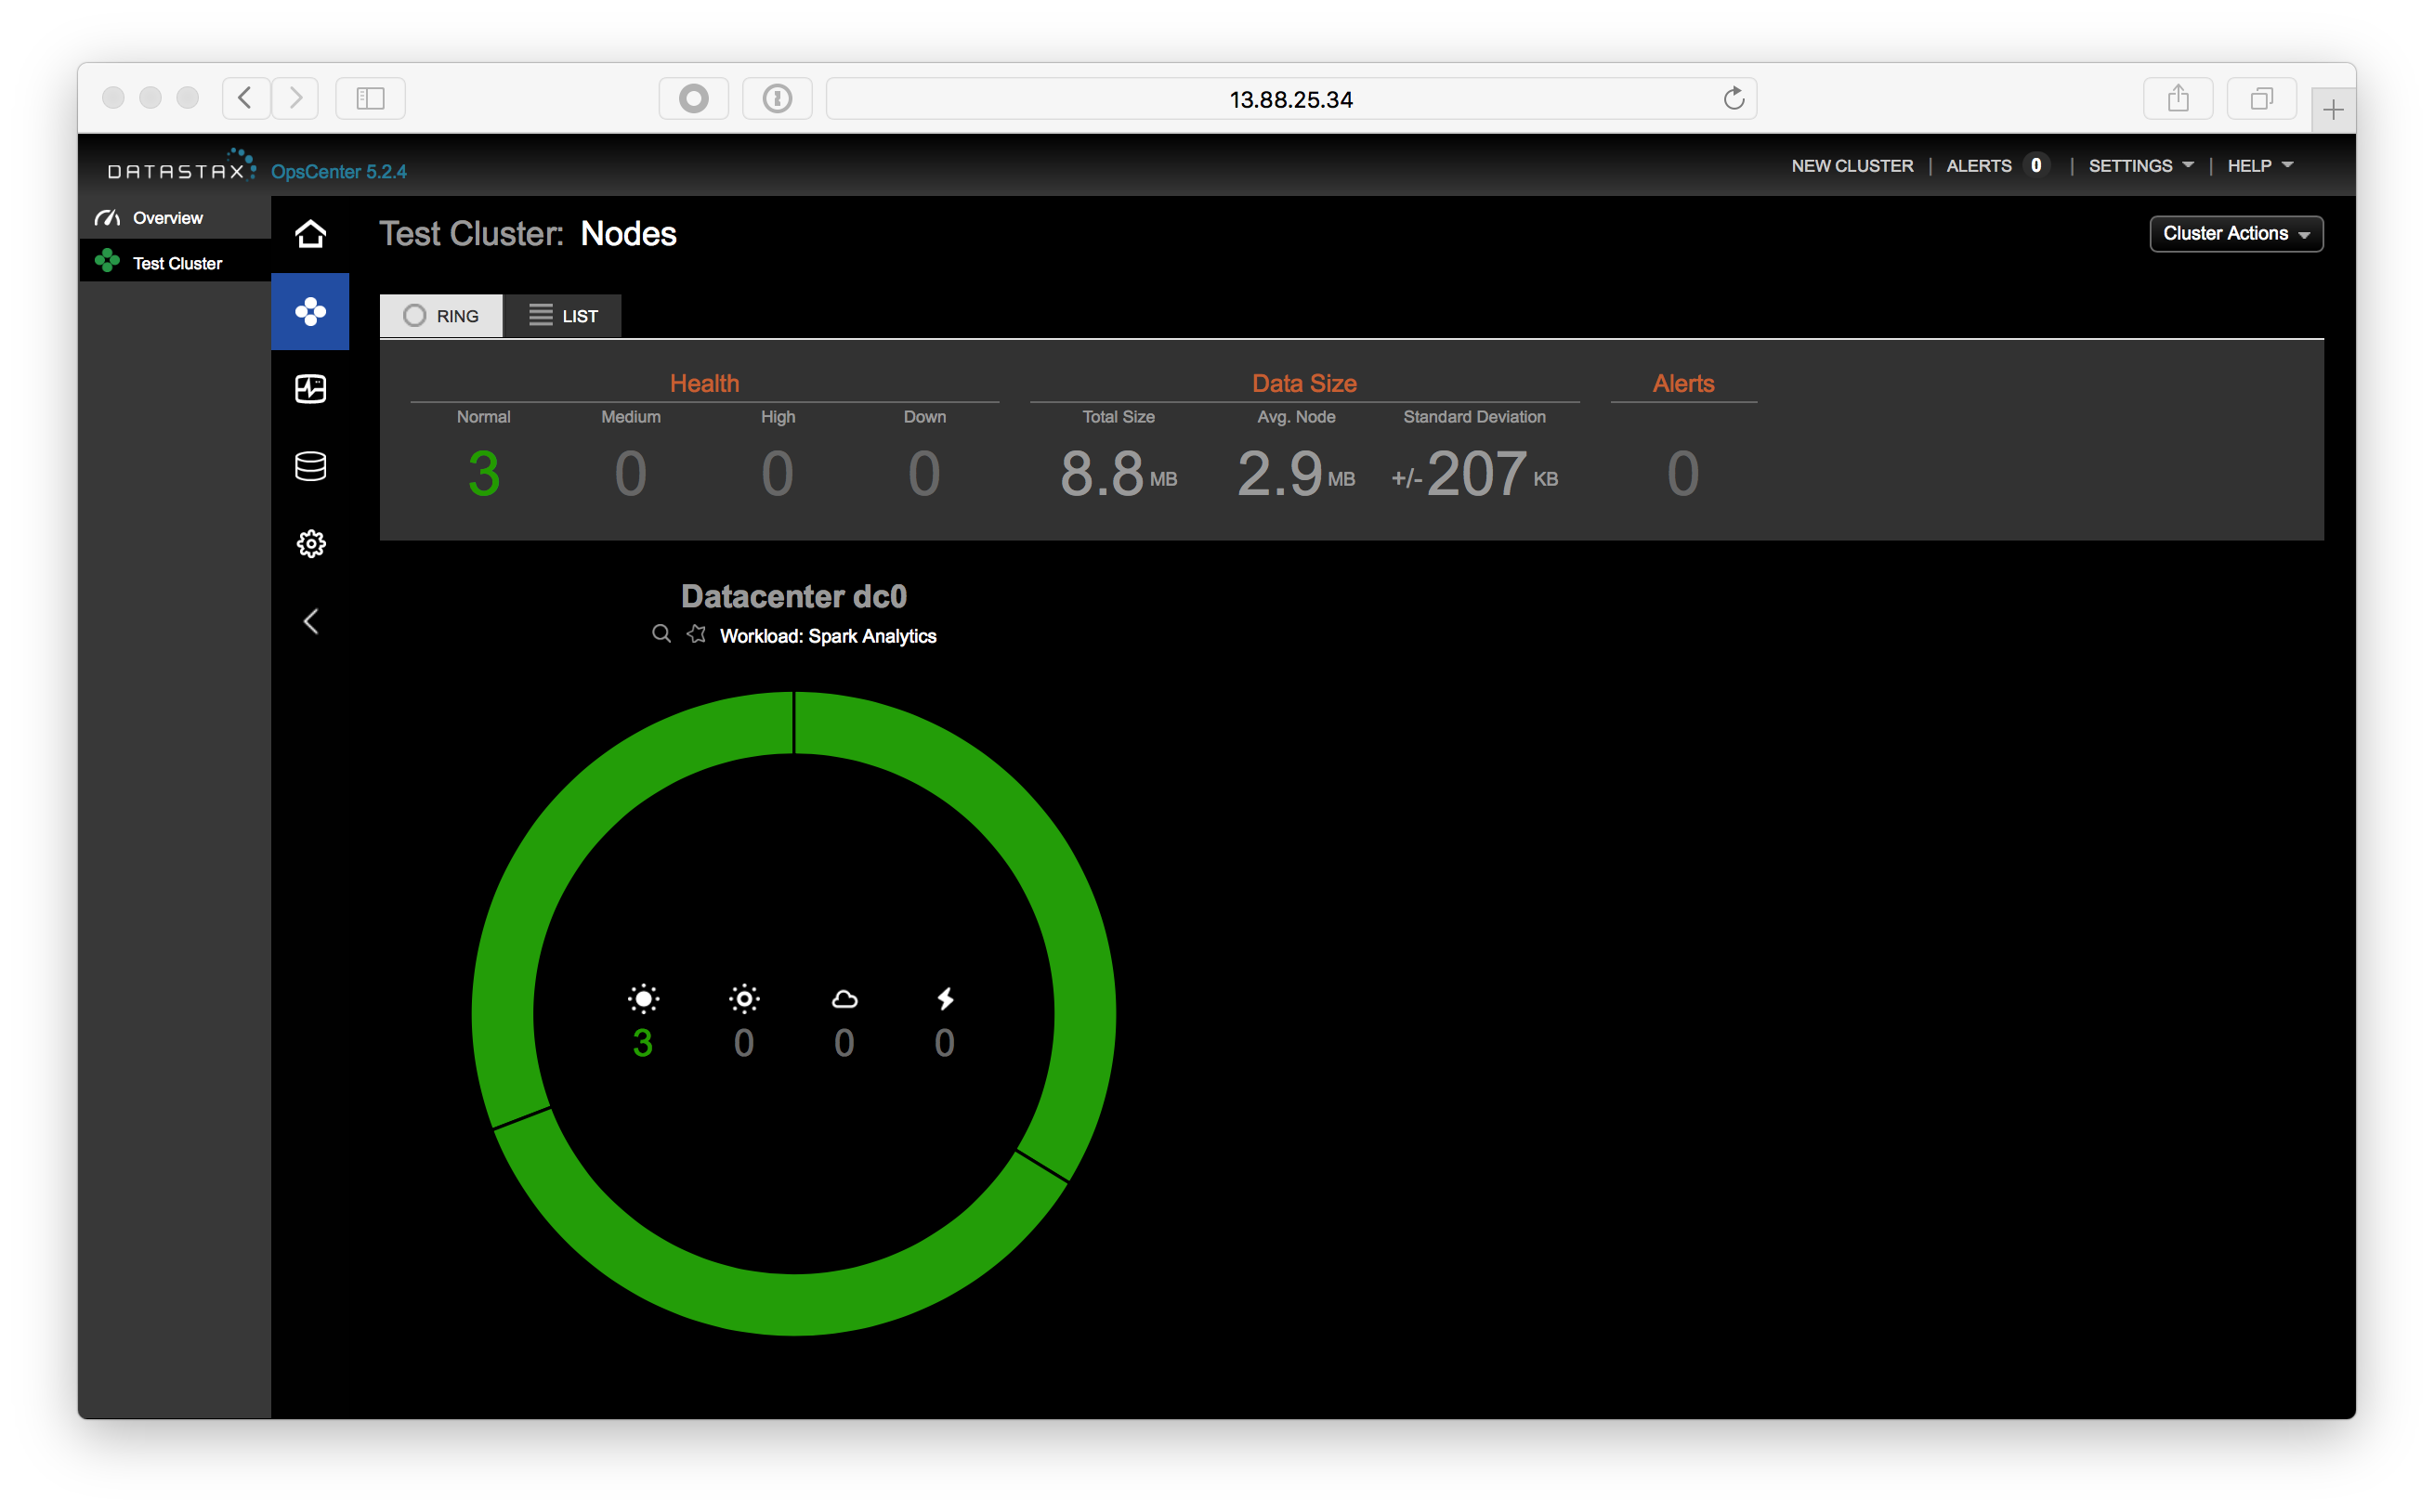 13.88.25.34
DATASTAX OpsCenter 5.2.4
NEW CLUSTER | ALERTS 0 | SETTINGS | HELP
Overview
Test Cluster
Test Cluster: Nodes
Cluster Actions
RING LIST
Health Data Size Alerts
Normal Medium High Down Total Size Avg. Node Standard Deviation
3 0 0 0 8.8 MB 2.9 MB +/-207 KB 0
Datacenter dc0
Workload: Spark Analytics
3 0 0 0